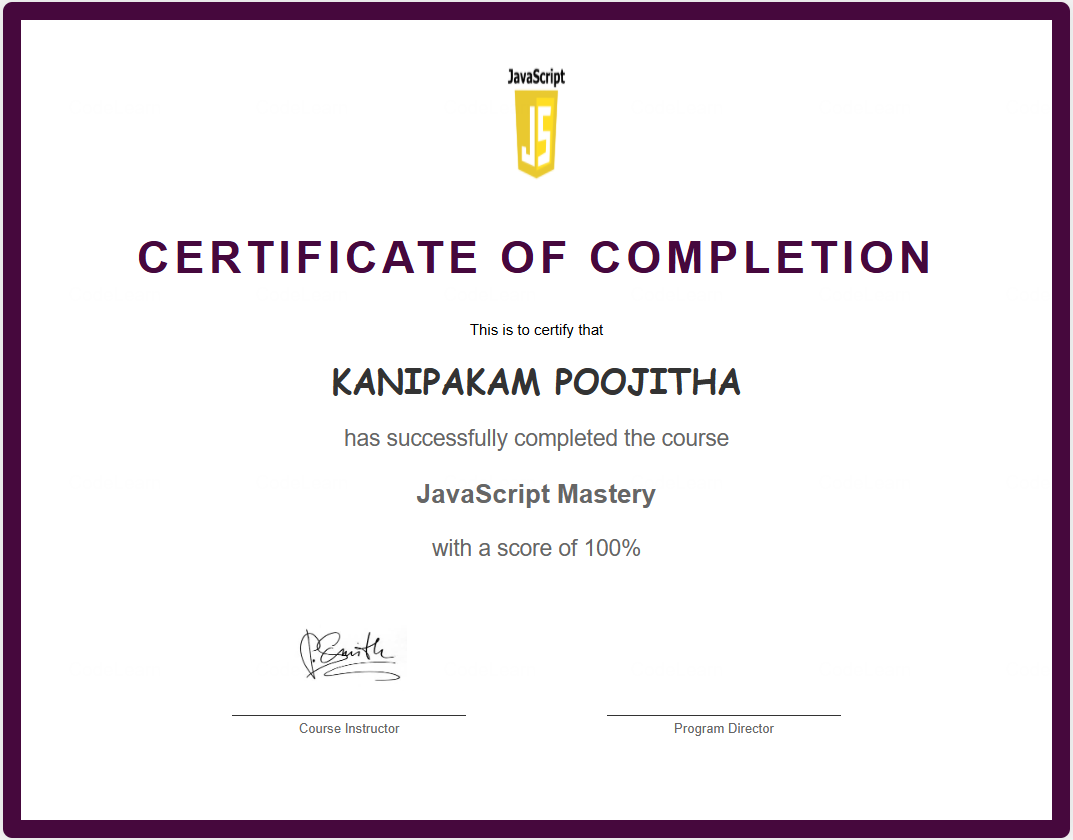 JavaScript
JS
CERTIFICATE OF COMPLETION
This is to certify that
KANIPAKAM POOJITHA
has successfully completed the course
JavaScript Mastery
with a score of 100%
P. Smith
Course Instructor
Program Director